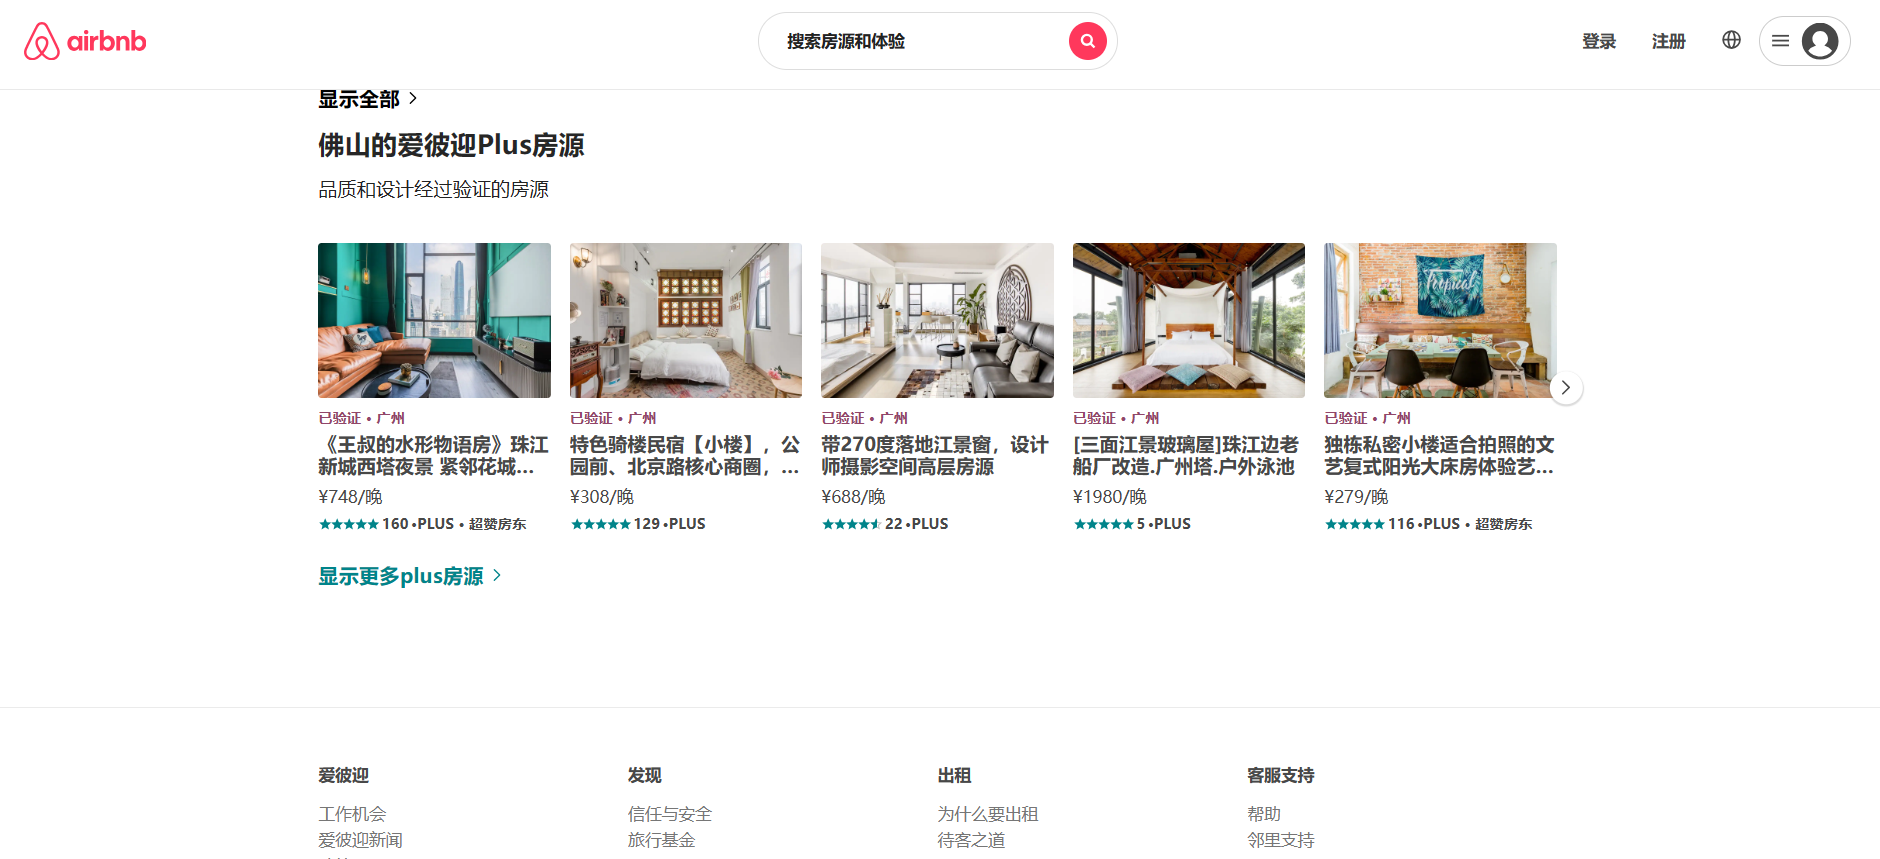 airbnb
搜索房源和体验
登录
注册
显示全部
佛山的爱彼迎Plus房源
品质和设计经过验证的房源
Tropical
已验证 • 广州
《王叔的水形物语房》珠江
新城西塔夜景 紧邻花城...
¥748/晚
160 •PLUS • 超赞房东
已验证 • 广州
特色骑楼民宿【小楼】，公
园前、北京路核心商圈，...
¥308/晚
129 •PLUS
已验证 • 广州
带270度落地江景窗，设计
师摄影空间高层房源
¥688/晚
22 •PLUS
已验证 • 广州
[三面江景玻璃屋]珠江边老
船厂改造.广州塔.户外泳池
¥1980/晚
5 •PLUS
已验证 • 广州
独栋私密小楼适合拍照的文
艺复式阳光大床房体验艺...
¥279/晚
116 •PLUS • 超赞房东
显示更多plus房源
爱彼迎
工作机会
爱彼迎新闻
发现
信任与安全
旅行基金
出租
为什么要出租
待客之道
客服支持
帮助
邻里支持